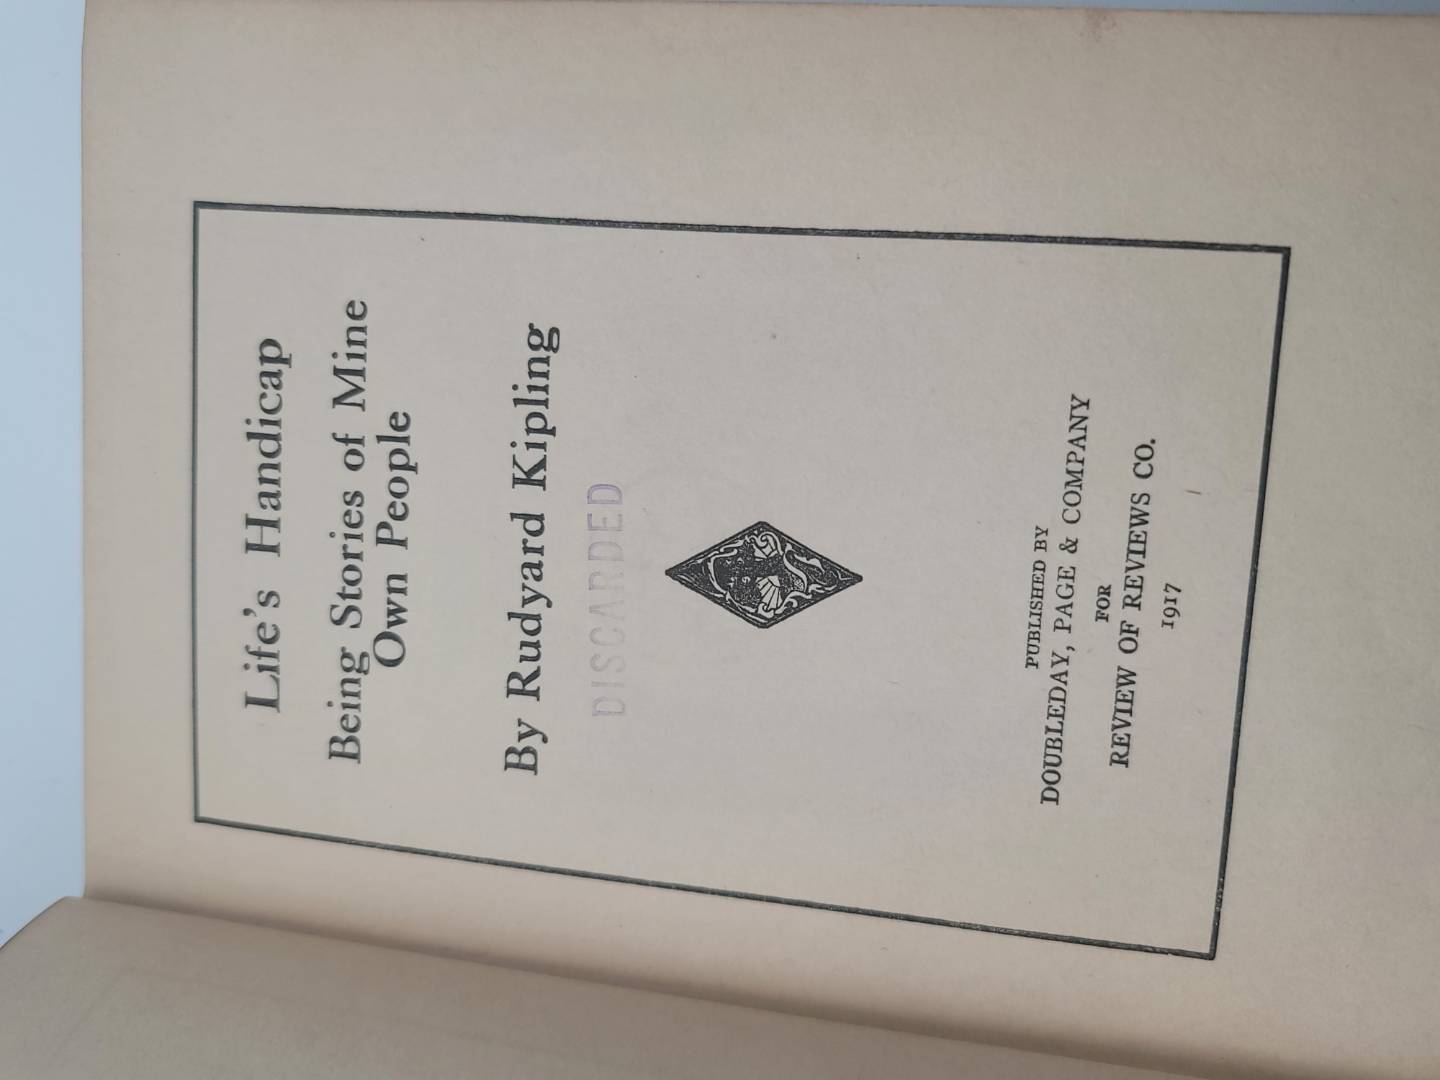 Life's Handicap
Being Stories of Mine
Own People
By Rudyard Kipling
DISCARDED
PUBLISHED BY
DOUBLEDAY, PAGE & COMPANY
FOR
REVIEW OF REVIEWS CO.
1917